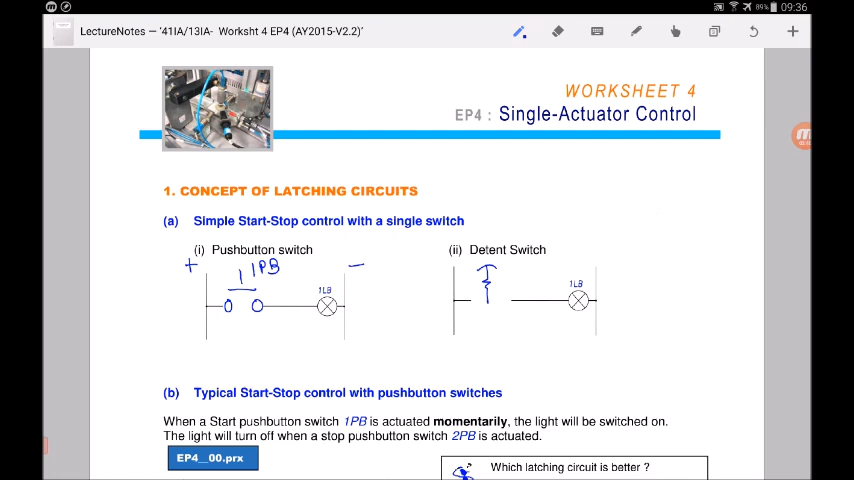 09:36
89%
LectureNotes — '41IA/13IA- Worksht 4 EP4 (AY2015-V2.2)'
WORKSHEET 4
EP4 : Single-Actuator Control
1. CONCEPT OF LATCHING CIRCUITS
(a) Simple Start-Stop control with a single switch
(i) Pushbutton switch
(ii) Detent Switch
+ 1PB −
1LB
1LB
(b) Typical Start-Stop control with pushbutton switches
When a Start pushbutton switch 1PB is actuated momentarily, the light will be switched on.
The light will turn off when a stop pushbutton switch 2PB is actuated.
EP4__00.prx
Which latching circuit is better ?